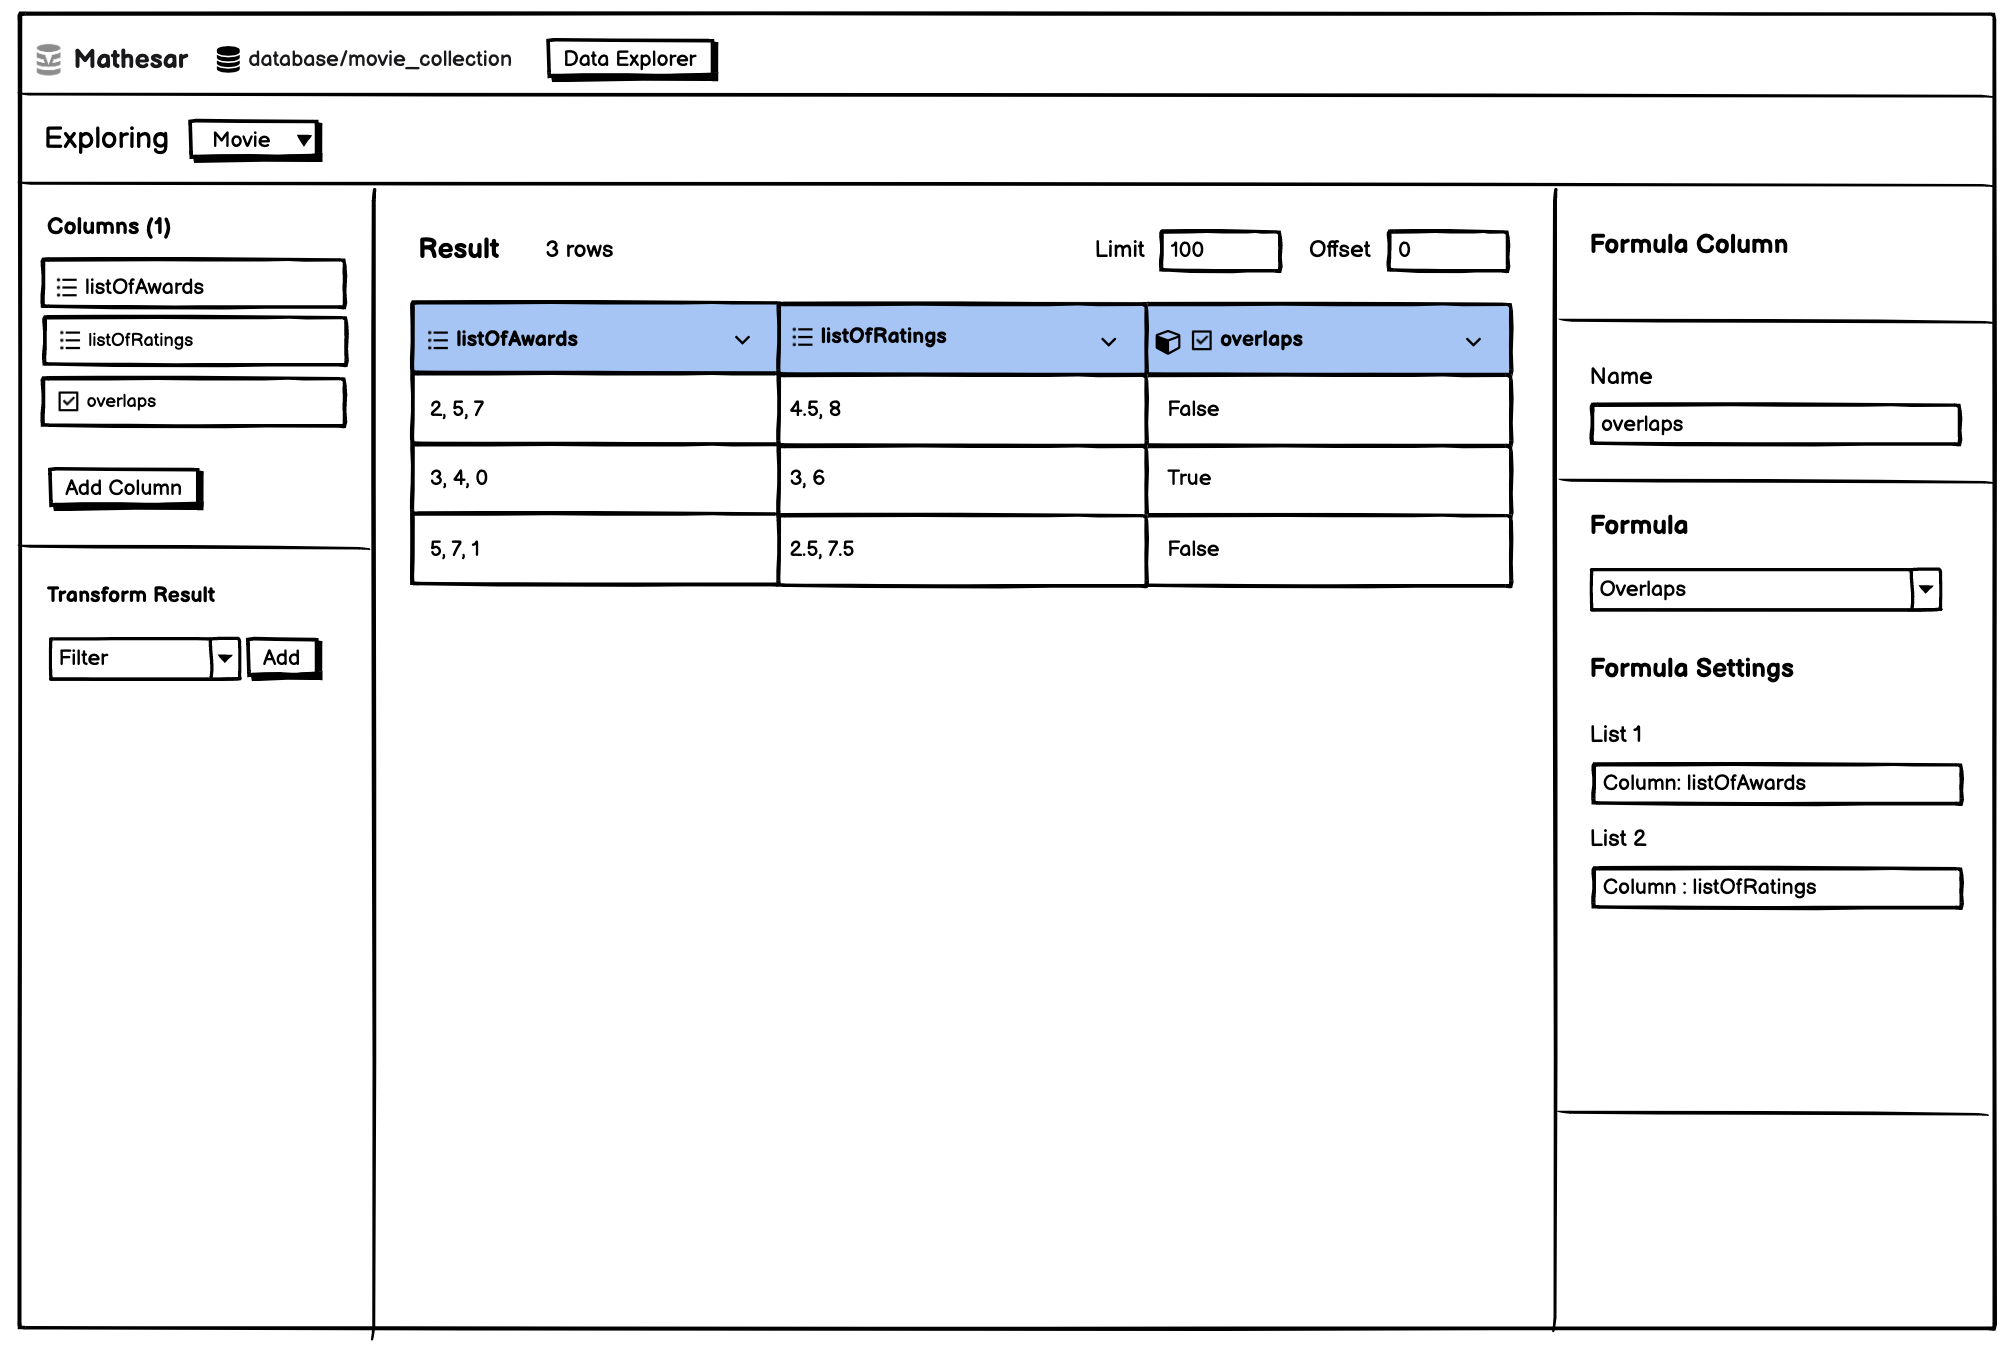 Mathesar database/movie_collection Data Explorer
Exploring Movie
Columns (1)
listOfAwards
listOfRatings
overlaps
Add Column
Transform Result
Filter Add
Result 3 rows Limit 100 Offset 0
listOfAwards listOfRatings overlaps
2, 5, 7 4.5, 8 False
3, 4, 0 3, 6 True
5, 7, 1 2.5, 7.5 False
Formula Column
Name
overlaps
Formula
Overlaps
Formula Settings
List 1
Column: listOfAwards
List 2
Column : listOfRatings